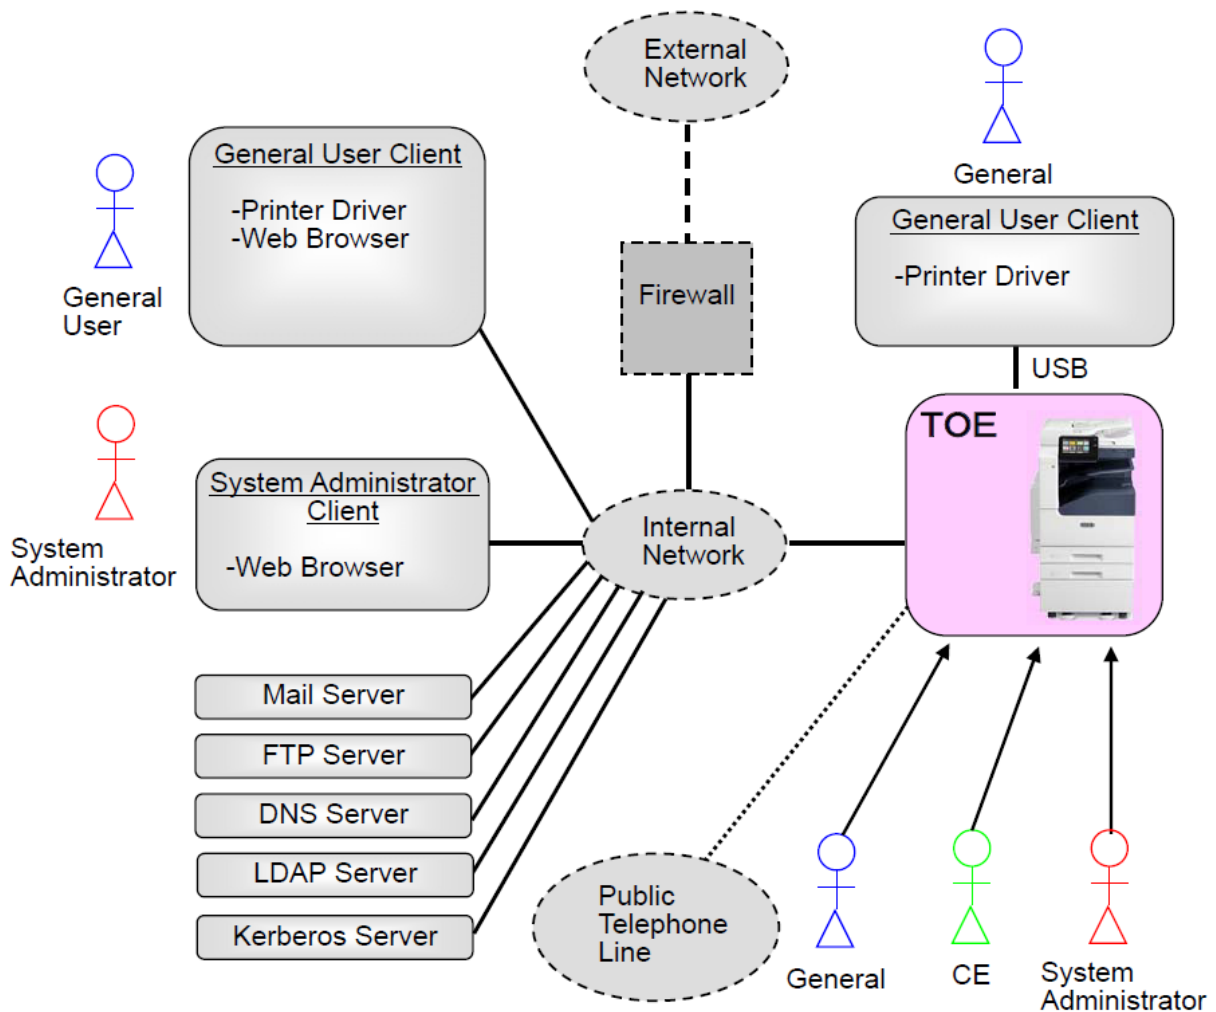 External
Network
General
General User Client
-Printer Driver
-Web Browser
General
User
General User Client
-Printer Driver
Firewall
USB
TOE
System Administrator
Client
-Web Browser
System
Administrator
Internal
Network
Mail Server
FTP Server
DNS Server
LDAP Server
Kerberos Server
Public
Telephone
Line
General
CE
System
Administrator